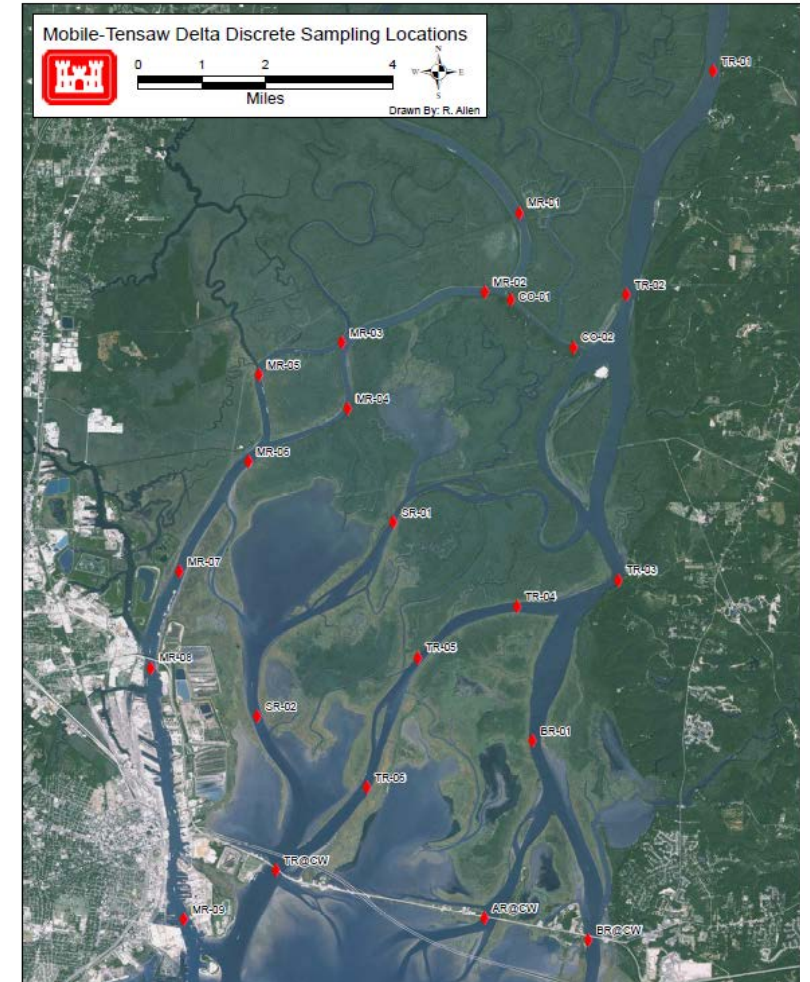 Mobile-Tensaw Delta Discrete Sampling Locations
0 1 2 4
Miles
N
W E
S
Drawn By: R. Allen
TR-01
MR-01
MR-02
CO-01
TR-02
MR-03
CO-02
MR-05
MR-04
MR-06
SR-01
MR-07
TR-03
TR-04
TR-05
MR-08
SR-02
BR-01
TR-06
TR@CW
AR@CW
MR-09
BR@CW